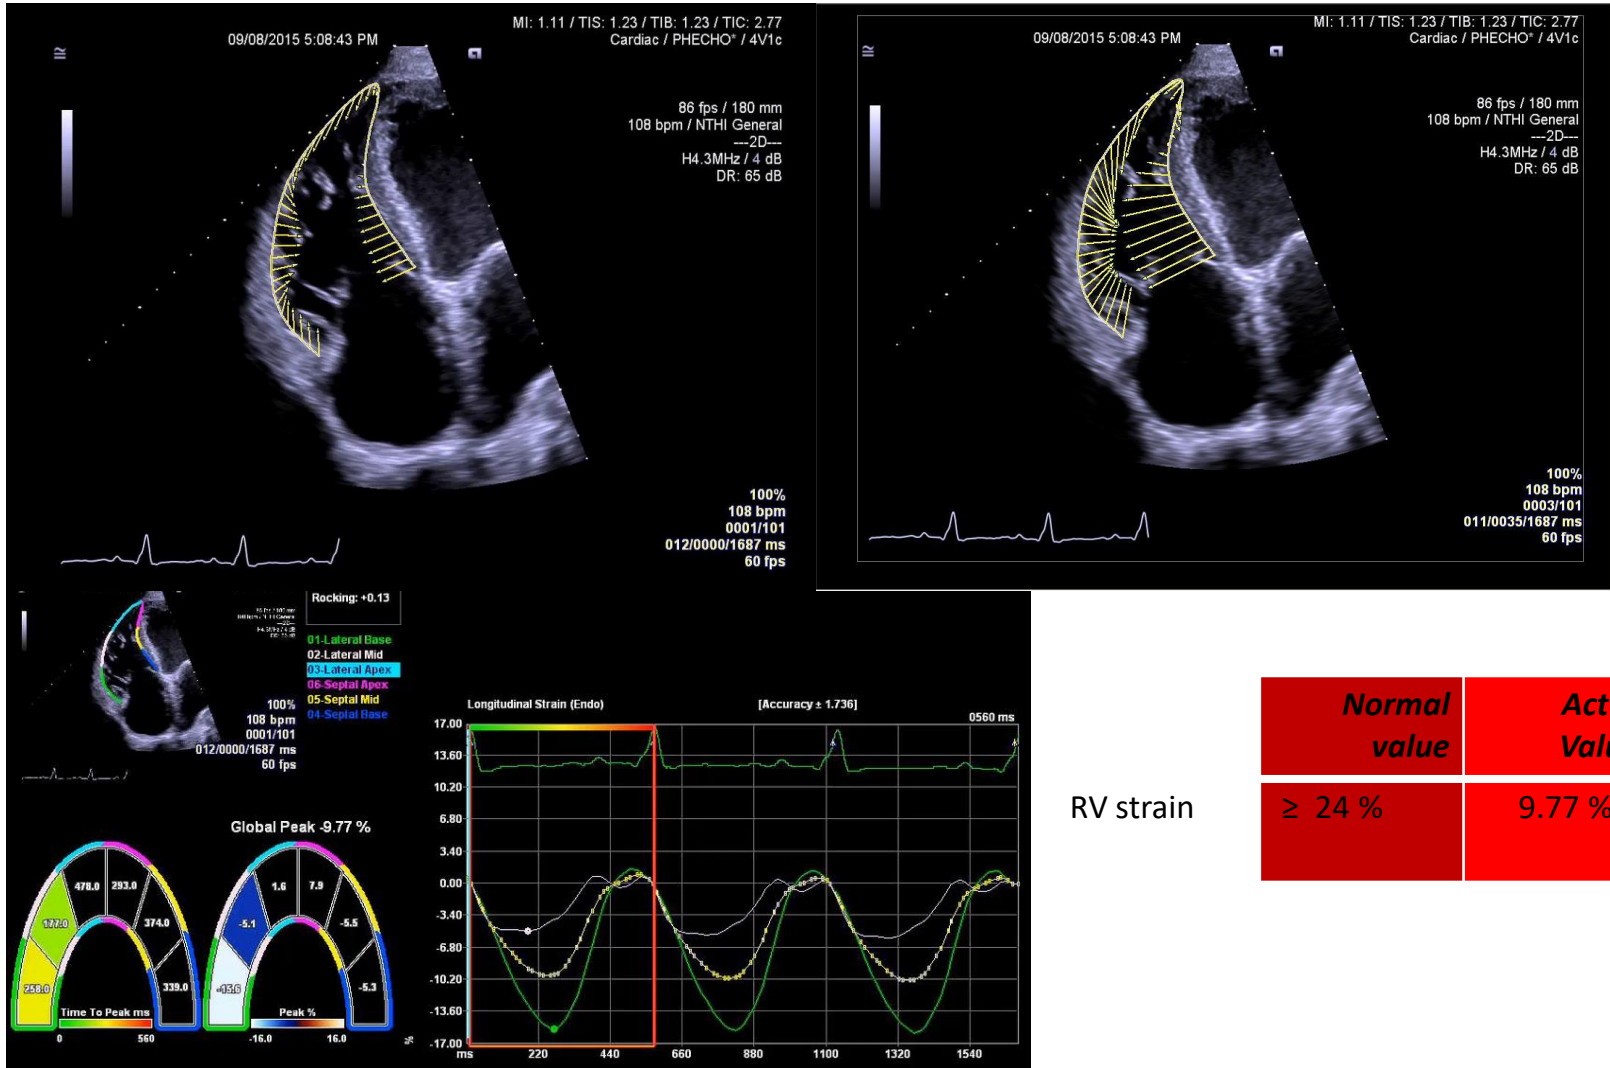 MI: 1.11 / TIS: 1.23 / TIB: 1.23 / TIC: 2.77
09/08/2015 5:08:43 PM
Cardiac / PHECHO* / 4V1c
86 fps / 180 mm
108 bpm / NTHI General
---2D---
H4.3MHz / 4 dB
DR: 65 dB
100%
108 bpm
0001/101
012/0000/1687 ms
60 fps
MI: 1.11 / TIS: 1.23 / TIB: 1.23 / TIC: 2.77
09/08/2015 5:08:43 PM
Cardiac / PHECHO* / 4V1c
86 fps / 180 mm
108 bpm / NTHI General
---2D---
H4.3MHz / 4 dB
DR: 65 dB
100%
108 bpm
0003/101
011/0035/1687 ms
60 fps
Rocking: +0.13
01-Lateral Base
02-Lateral Mid
03-Lateral Apex
06-Septal Apex
05-Septal Mid
04-Septal Base
100%
108 bpm
0001/101
012/0000/1687 ms
60 fps
Global Peak -9.77 %
478.0 293.0
177.0 374.0
258.0 339.0
Time To Peak ms
0 560
1.6 7.9
-5.1 -5.5
-15.6 -5.3
Peak %
-16.0 16.0
%
Longitudinal Strain (Endo) [Accuracy ± 1.736]
0560 ms
17.00
13.60
10.20
6.80
3.40
0.00
-3.40
-6.80
-10.20
-13.60
-17.00
ms 220 440 660 880 1100 1320 1540
Normal value
Act
Valu
RV strain ≥ 24 % 9.77 %